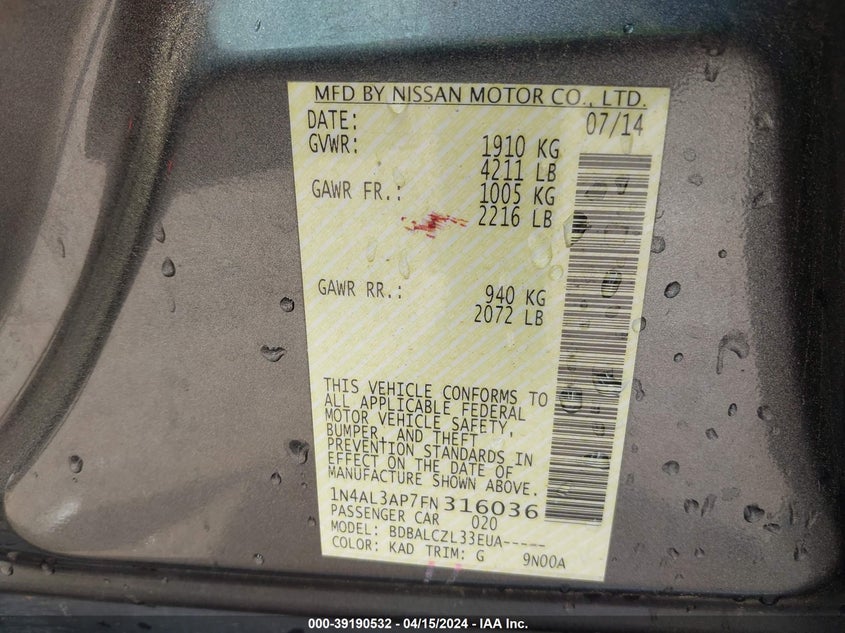 MFD BY NISSAN MOTOR CO., LTD.
DATE: 07/14
GVWR: 1910 KG
4211 LB
GAWR FR.: 1005 KG
2216 LB
GAWR RR.: 940 KG
2072 LB
THIS VEHICLE CONFORMS TO
ALL APPLICABLE FEDERAL
MOTOR VEHICLE SAFETY,
BUMPER, AND THEFT
PREVENTION STANDARDS IN
EFFECT ON THE DATE OF
MANUFACTURE SHOWN ABOVE.
1N4AL3AP7FN316036
PASSENGER CAR 020
MODEL: BDBALCZL33EUA-----
COLOR: KAD TRIM: G 9N00A
000-39190532 - 04/15/2024 - IAA Inc.